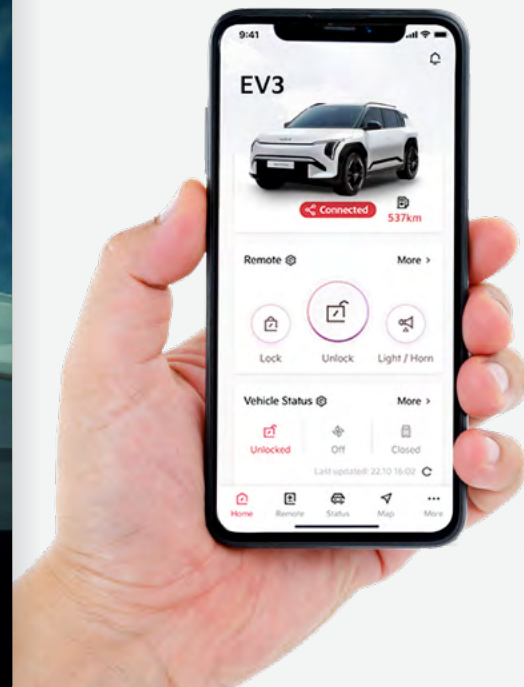 9:41
EV3
Connected
537km
Remote
More >
Lock
Unlock
Light / Horn
Vehicle Status
More >
Unlocked
Off
Closed
Last updated: 22.10 16:02
Home
Remote
Status
Map
More